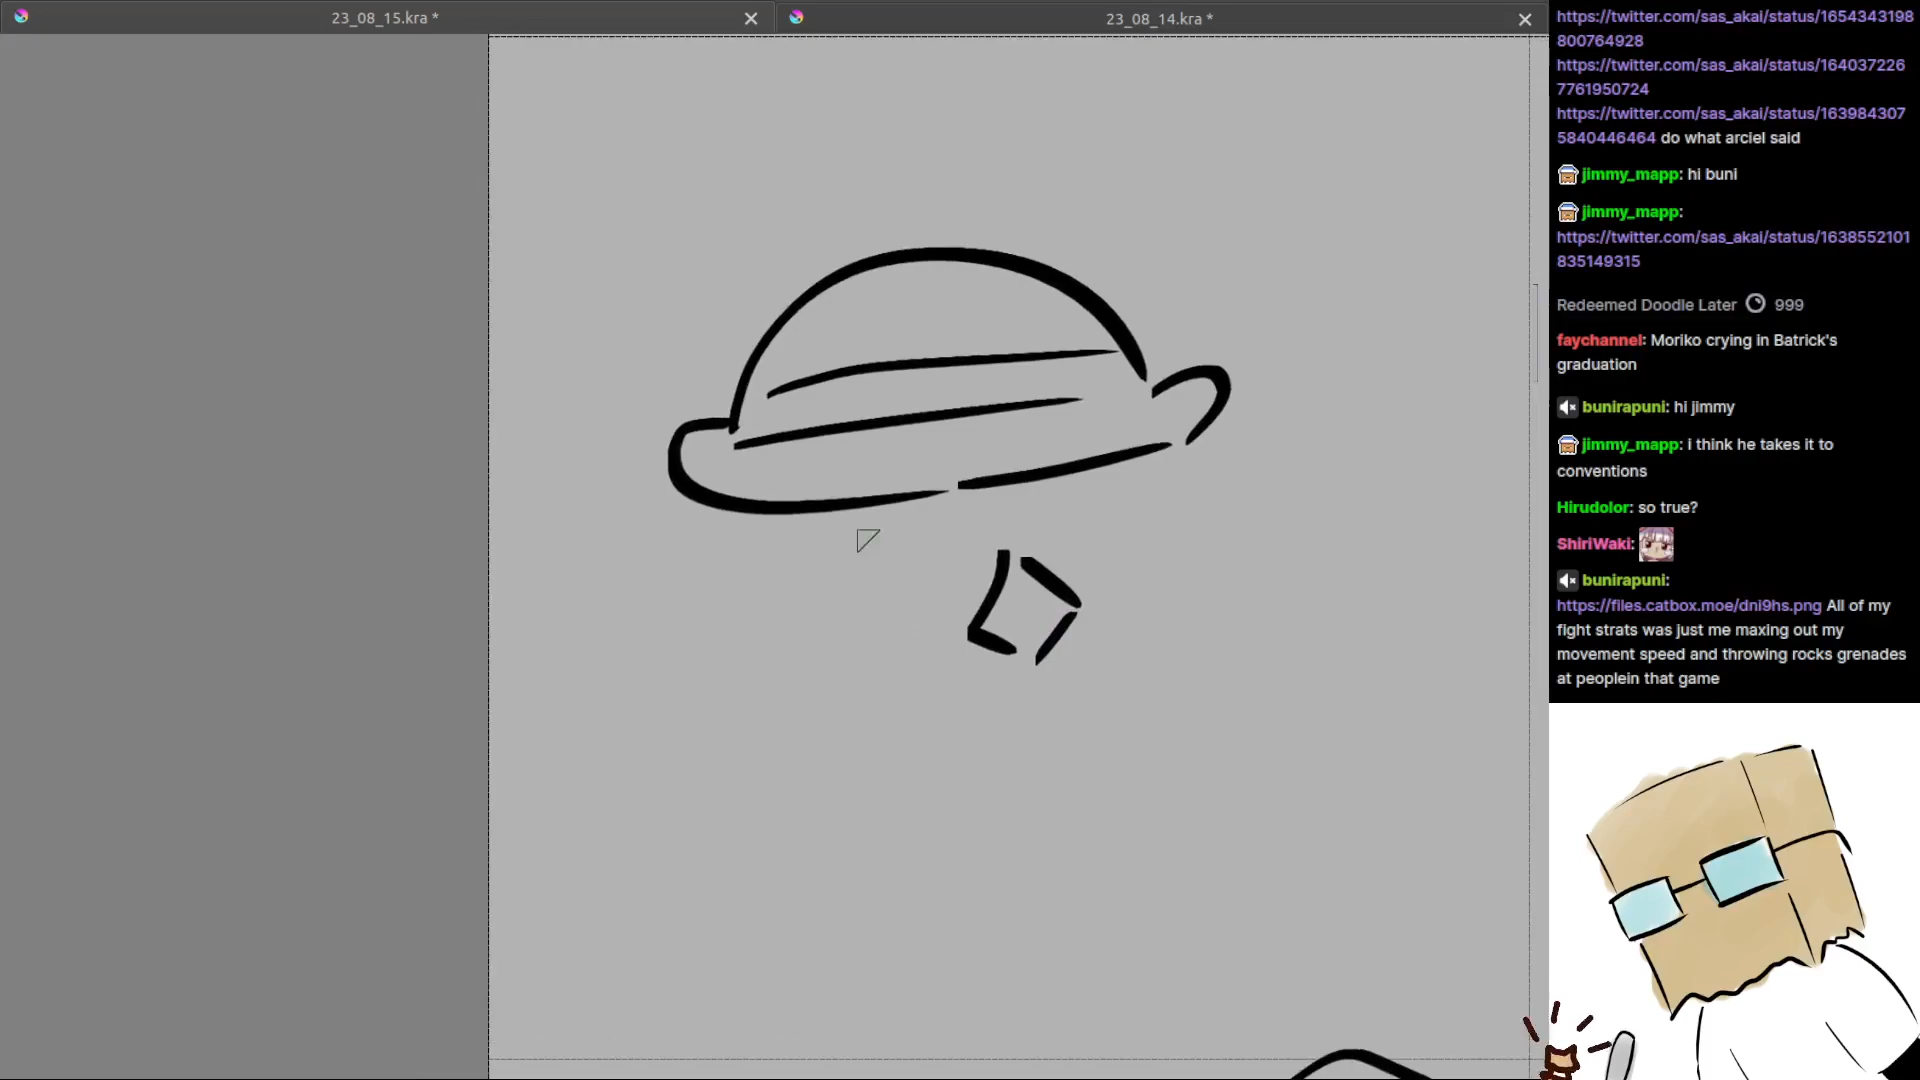 23_08_15.kra *
23_08_14.kra *
https://twitter.com/sas_akai/status/1654343198
800764928
https://twitter.com/sas_akai/status/164037226
7761950724
https://twitter.com/sas_akai/status/163984307
5840446464 do what arciel said
jimmy_mapp: hi buni
jimmy_mapp:
https://twitter.com/sas_akai/status/1638552101
835149315
Redeemed Doodle Later 999
faychannel: Moriko crying in Batrick's
graduation
bunirapuni: hi jimmy
jimmy_mapp: i think he takes it to
conventions
Hirudolor: so true?
ShiriWaki:
bunirapuni:
https://files.catbox.moe/dni9hs.png All of my
fight strats was just me maxing out my
movement speed and throwing rocks grenades
at peoplein that game